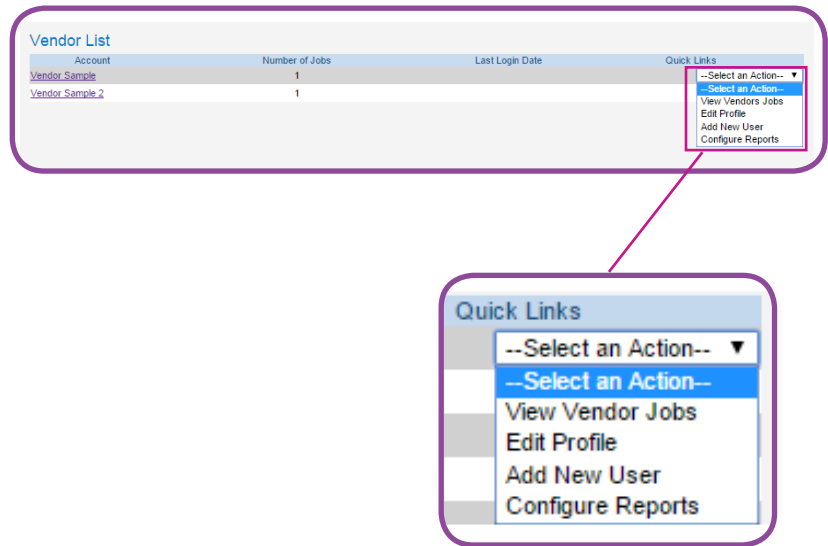 Vendor List
Account Number of Jobs Last Login Date Quick Links
Vendor Sample 1 --Select an Action--
Vendor Sample 2 1 --Select an Action--
View Vendors Jobs
Edit Profile
Add New User
Configure Reports
Quick Links
--Select an Action--
--Select an Action--
View Vendor Jobs
Edit Profile
Add New User
Configure Reports